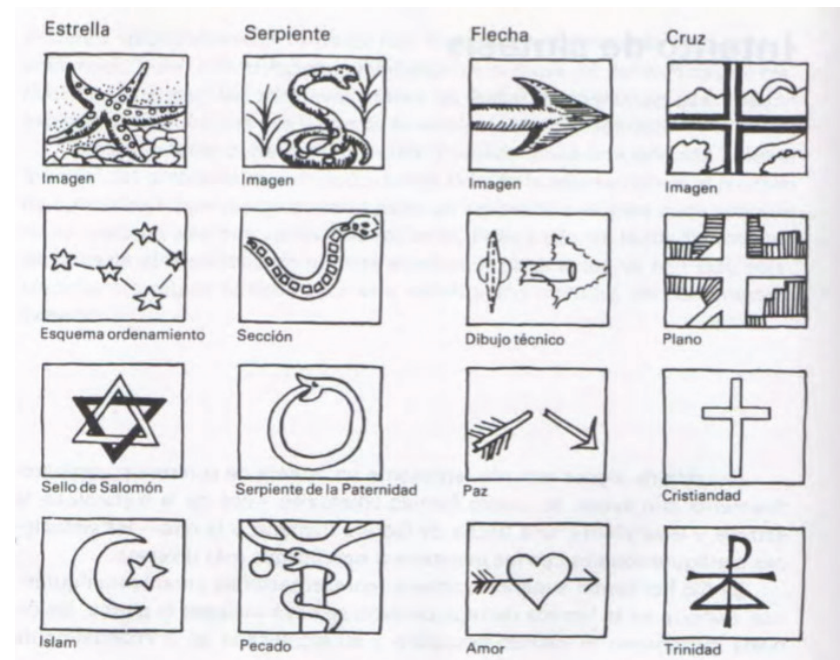 Estrella
Serpiente
Flecha
Cruz
Imagen
Imagen
Imagen
Imagen
Esquema ordenamiento
Sección
Dibujo técnico
Plano
Sello de Salomón
Serpiente de la Paternidad
Paz
Cristiandad
Islam
Pecado
Amor
Trinidad